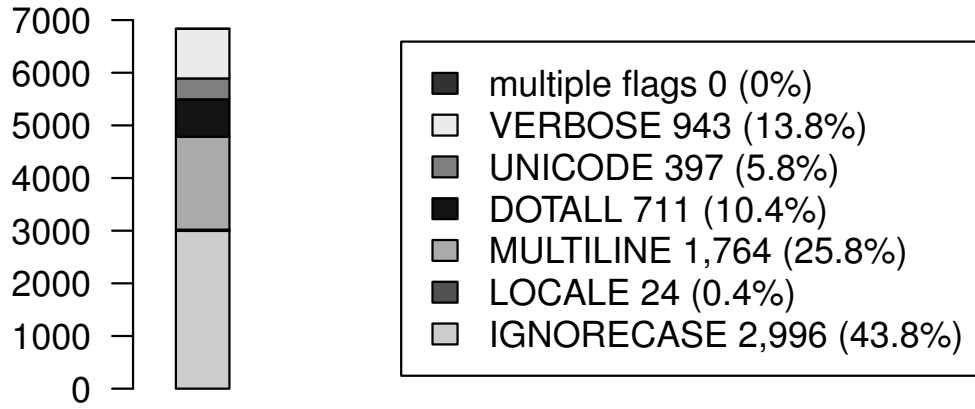 7000
6000
5000
4000
3000
2000
1000
0
multiple flags 0 (0%)
VERBOSE 943 (13.8%)
UNICODE 397 (5.8%)
DOTALL 711 (10.4%)
MULTILINE 1,764 (25.8%)
LOCALE 24 (0.4%)
IGNORECASE 2,996 (43.8%)